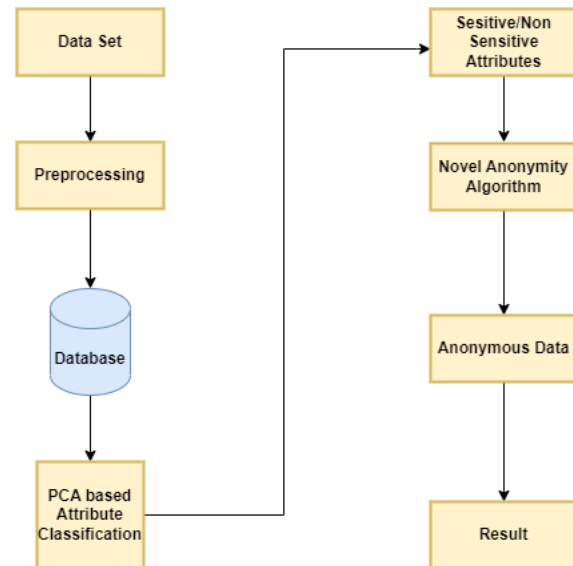 Data Set
Preprocessing
Database
PCA based
Attribute
Classification
Sesitive/Non
Sensitive
Attributes
Novel Anonymity
Algorithm
Anonymous Data
Result